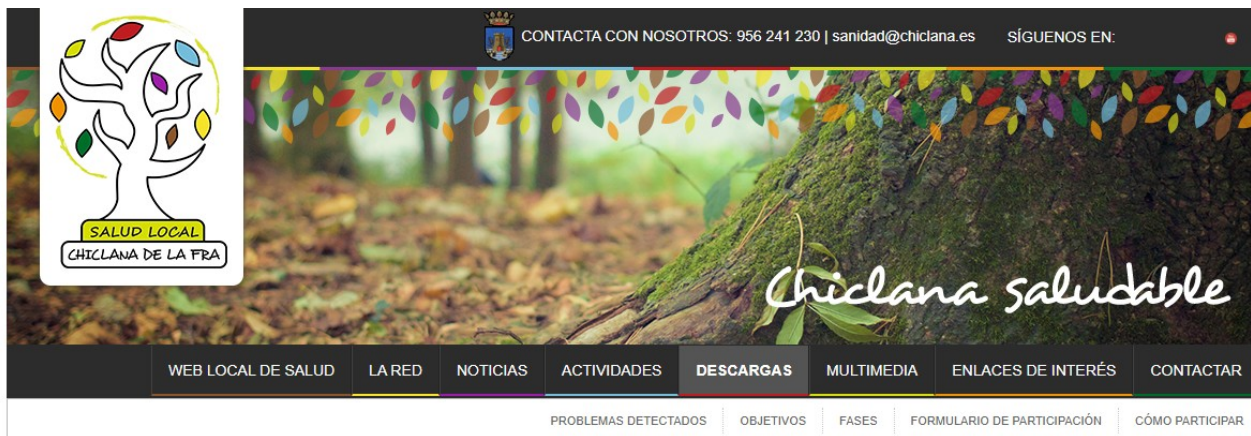 CONTACTA CON NOSOTROS: 956 241 230 | sanidad@chiclana.es SÍGUENOS EN:
SALUD LOCAL
CHICLANA DE LA FRA
Chiclana saludable
WEB LOCAL DE SALUD LA RED NOTICIAS ACTIVIDADES DESCARGAS MULTIMEDIA ENLACES DE INTERÉS CONTACTAR
PROBLEMAS DETECTADOS OBJETIVOS FASES FORMULARIO DE PARTICIPACIÓN CÓMO PARTICIPAR